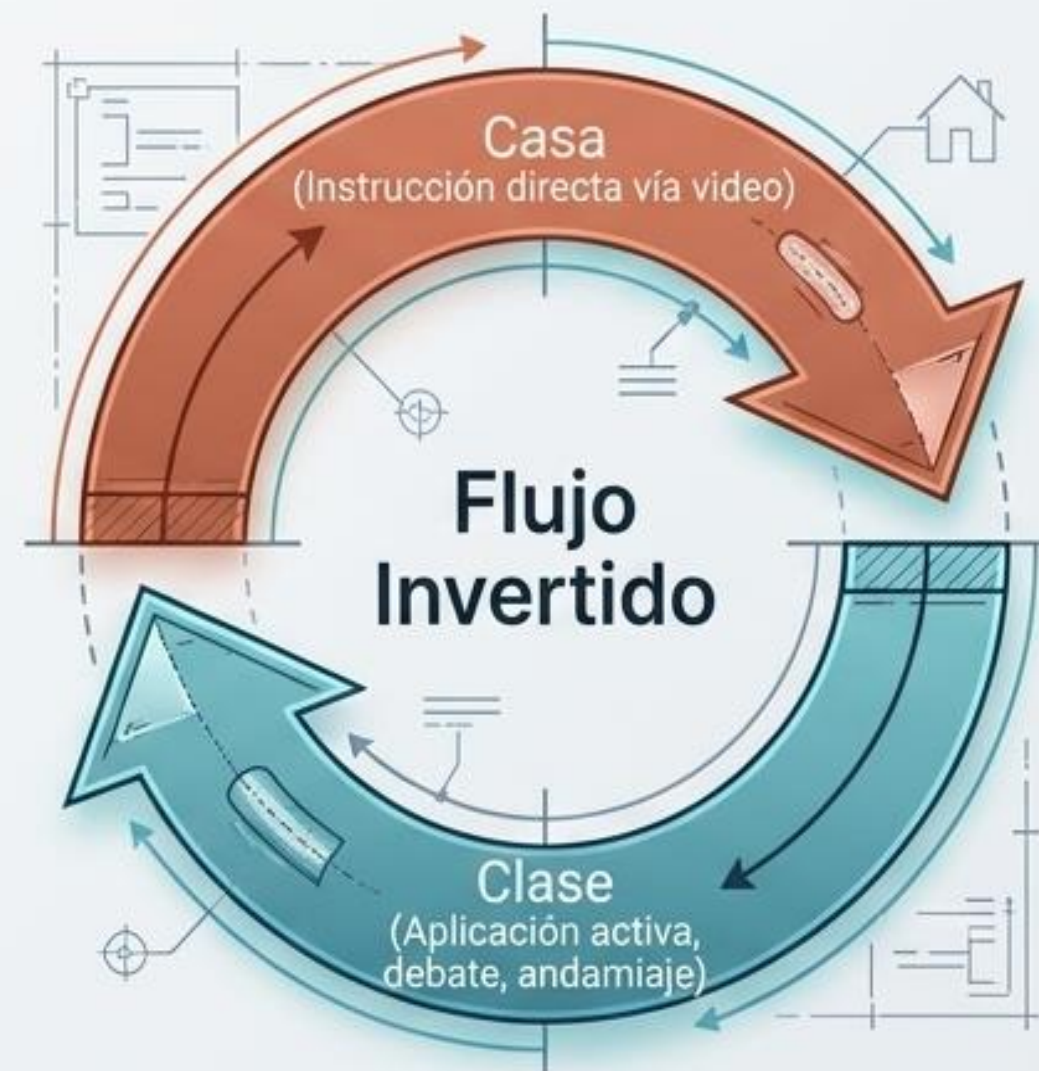 Casa
(Instrucción directa vía video)
Flujo
Invertido
Clase
(Aplicación activa,
debate, andamiaje)